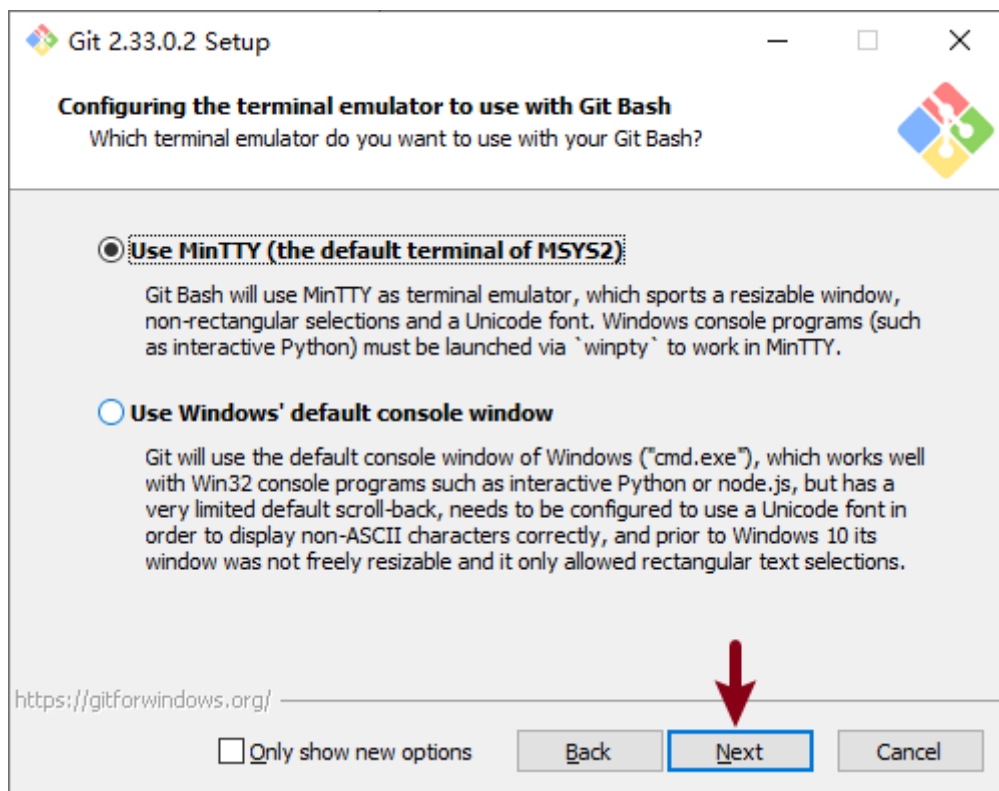 Git 2.33.0.2 Setup
Configuring the terminal emulator to use with Git Bash
Which terminal emulator do you want to use with your Git Bash?
Use MinTTY (the default terminal of MSYS2)
Git Bash will use MinTTY as terminal emulator, which sports a resizable window,
non-rectangular selections and a Unicode font. Windows console programs (such
as interactive Python) must be launched via `winpty` to work in MinTTY.
Use Windows' default console window
Git will use the default console window of Windows ("cmd.exe"), which works well
with Win32 console programs such as interactive Python or node.js, but has a
very limited default scroll-back, needs to be configured to use a Unicode font in
order to display non-ASCII characters correctly, and prior to Windows 10 its
window was not freely resizable and it only allowed rectangular text selections.
https://gitforwindows.org/
Only show new options
Back
Next
Cancel